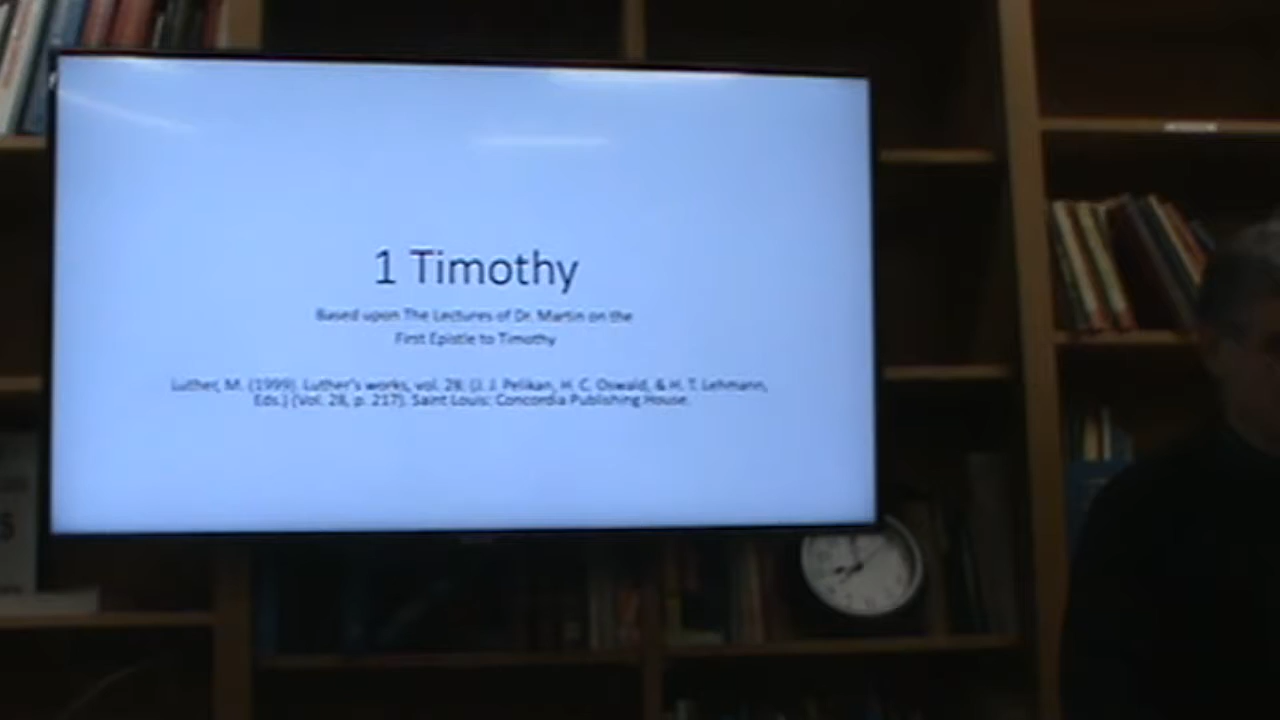 1 Timothy
Based upon The Lectures of Dr. Martin on the
First Epistle to Timothy
Luther, M. (1999). Luther's works, vol. 28: (J. J. Pelikan, H. C. Oswald, & H. T. Lehmann,
Eds.) (Vol. 28, p. 217). Saint Louis: Concordia Publishing House.